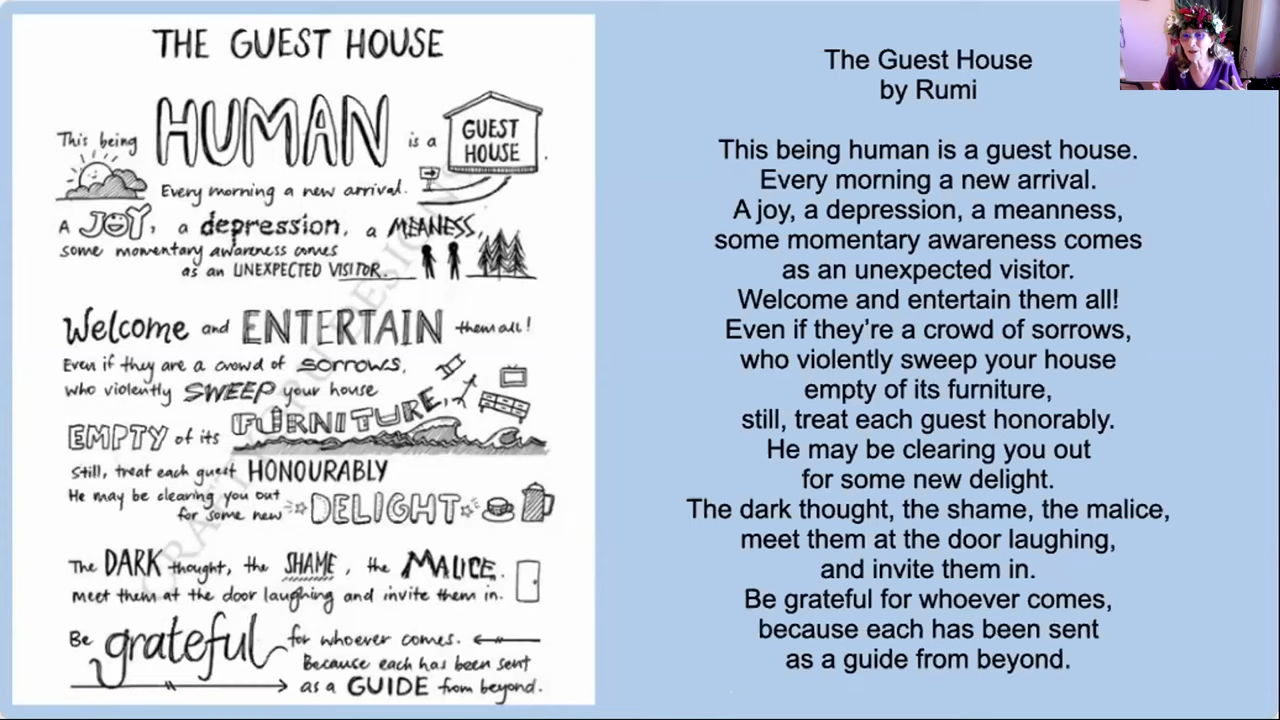 THE GUEST HOUSE
This being HUMAN is a GUEST HOUSE.
Every morning a new arrival.
A JOY, a depression, a MEANESS,
some momentary awareness comes
as an UNEXPECTED VISITOR.
Welcome and ENTERTAIN them all!
Even if they are a crowd of sorrows,
who violently SWEEP your house
EMPTY of its FURNITURE,
Still, treat each guest HONOURABLY
He may be clearing you out
for some new DELIGHT
The DARK thought, the SHAME, the MALICE.
meet them at the door laughing and invite them in.
Be grateful for whoever comes.
Because each has been sent
as a GUIDE from beyond.
The Guest House
by Rumi
This being human is a guest house.
Every morning a new arrival.
A joy, a depression, a meanness,
some momentary awareness comes
as an unexpected visitor.
Welcome and entertain them all!
Even if they're a crowd of sorrows,
who violently sweep your house
empty of its furniture,
still, treat each guest honorably.
He may be clearing you out
for some new delight.
The dark thought, the shame, the malice,
meet them at the door laughing,
and invite them in.
Be grateful for whoever comes,
because each has been sent
as a guide from beyond.